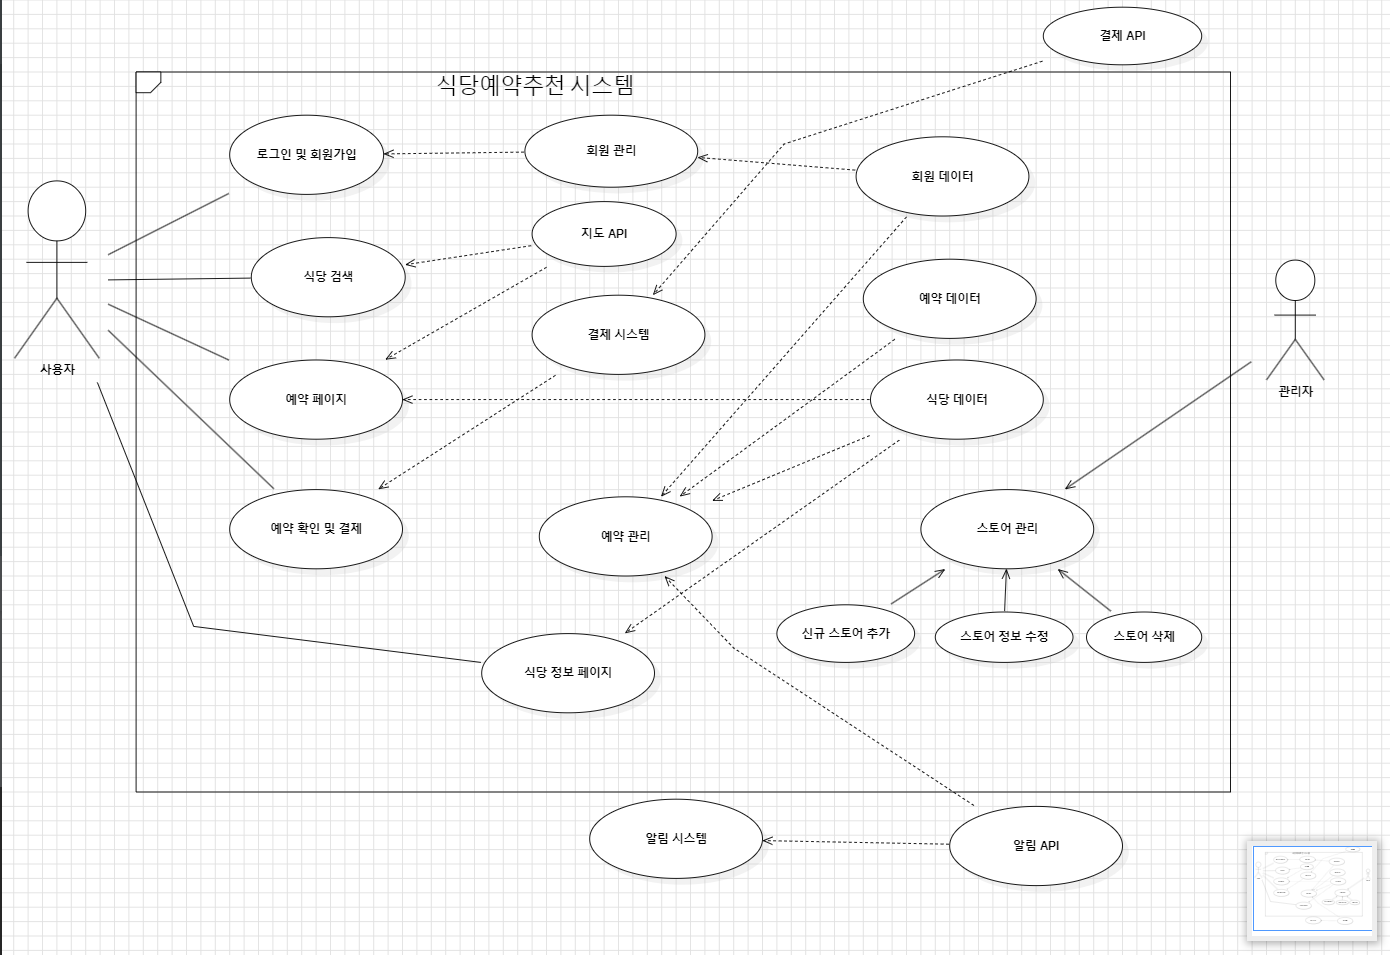 결제 API
식당예약추천 시스템
로그인 및 회원가입
회원 관리
회원 데이터
지도 API
식당 검색
예약 데이터
결제 시스템
사용자
예약 페이지
식당 데이터
관리자
예약 확인 및 결제
예약 관리
스토어 관리
신규 스토어 추가
스토어 정보 수정
스토어 삭제
식당 정보 페이지
알림 시스템
알림 API